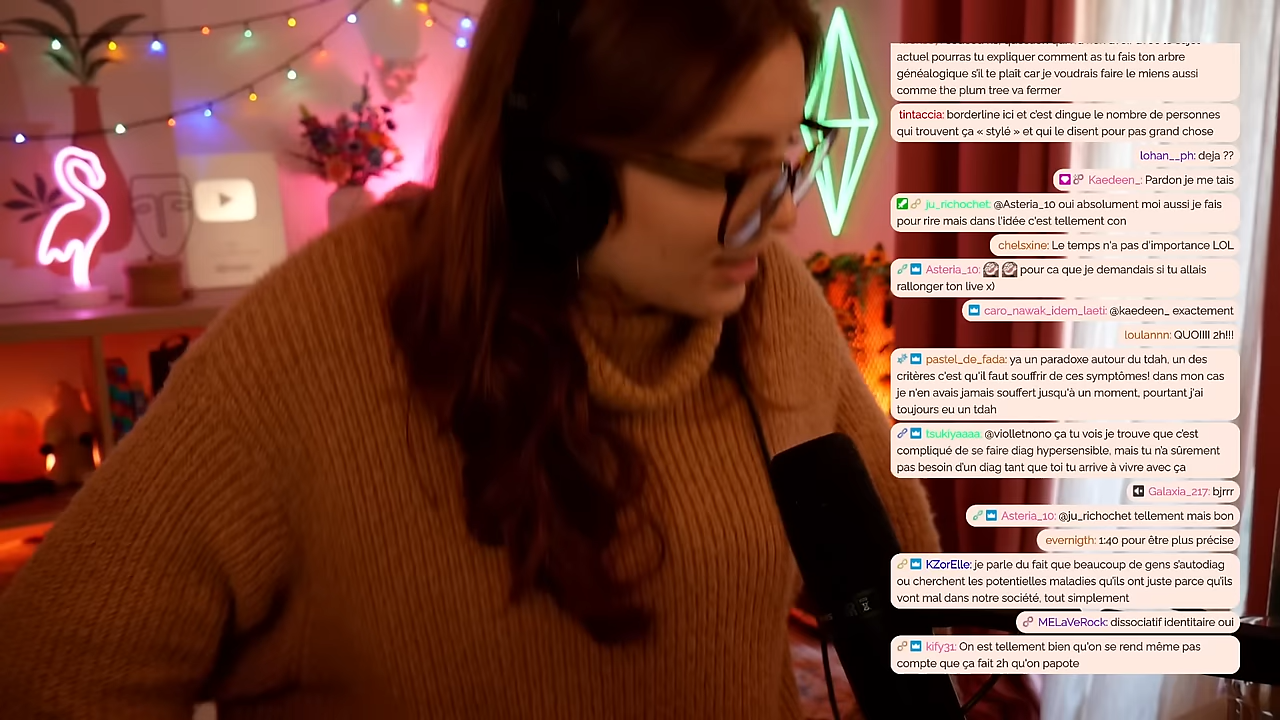 actuel pourras tu expliquer comment as tu fais ton arbre
généalogique s'il te plaît car je voudrais faire le miens aussi
comme the plum tree va fermer
tintaccia: borderline ici et c'est dingue le nombre de personnes
qui trouvent ça « stylé » et qui le disent pour pas grand chose
lohan__ph: deja ??
Kaedeen_: Pardon je me tais
ju_richochet: @Asteria_10 oui absolument moi aussi je fais
pour rire mais dans l'idée c'est tellement con
chelsxine: Le temps n'a pas d'importance LOL
Asteria_10: pour ca que je demandais si tu allais
rallonger ton live x)
caro_nawak_idem_laeti: @kaedeen_ exactement
loulannn: QUOIIII 2h!!!
pastel_de_fada: ya un paradoxe autour du tdah, un des
critères c'est qu'il faut souffrir de ces symptômes! dans mon cas
je n'en avais jamais souffert jusqu'à un moment, pourtant j'ai
toujours eu un tdah
tsukiyaaaa: @violletnono ça tu vois je trouve que c'est
compliqué de se faire diag hypersensible, mais tu n'a sûrement
pas besoin d'un diag tant que toi tu arrive à vivre avec ça
Galaxia_217: bjrrr
Asteria_10: @ju_richochet tellement mais bon
evernigth: 1:40 pour être plus précise
KZorElle: je parle du fait que beaucoup de gens s'autodiag
ou cherchent les potentielles maladies qu'ils ont juste parce qu'ils
vont mal dans notre société, tout simplement
MELaVeRock: dissociatif identitaire oui
kify31: On est tellement bien qu'on se rend même pas
compte que ça fait 2h qu'on papote